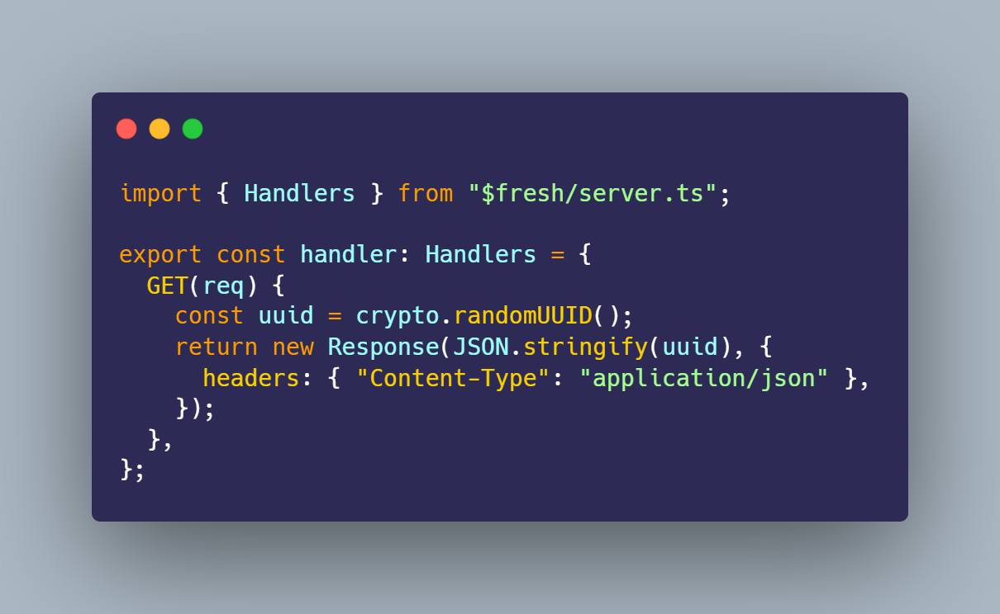 import { Handlers } from "$fresh/server.ts";

export const handler: Handlers = {
  GET(req) {
    const uuid = crypto.randomUUID();
    return new Response(JSON.stringify(uuid), {
      headers: { "Content-Type": "application/json" },
    });
  },
};